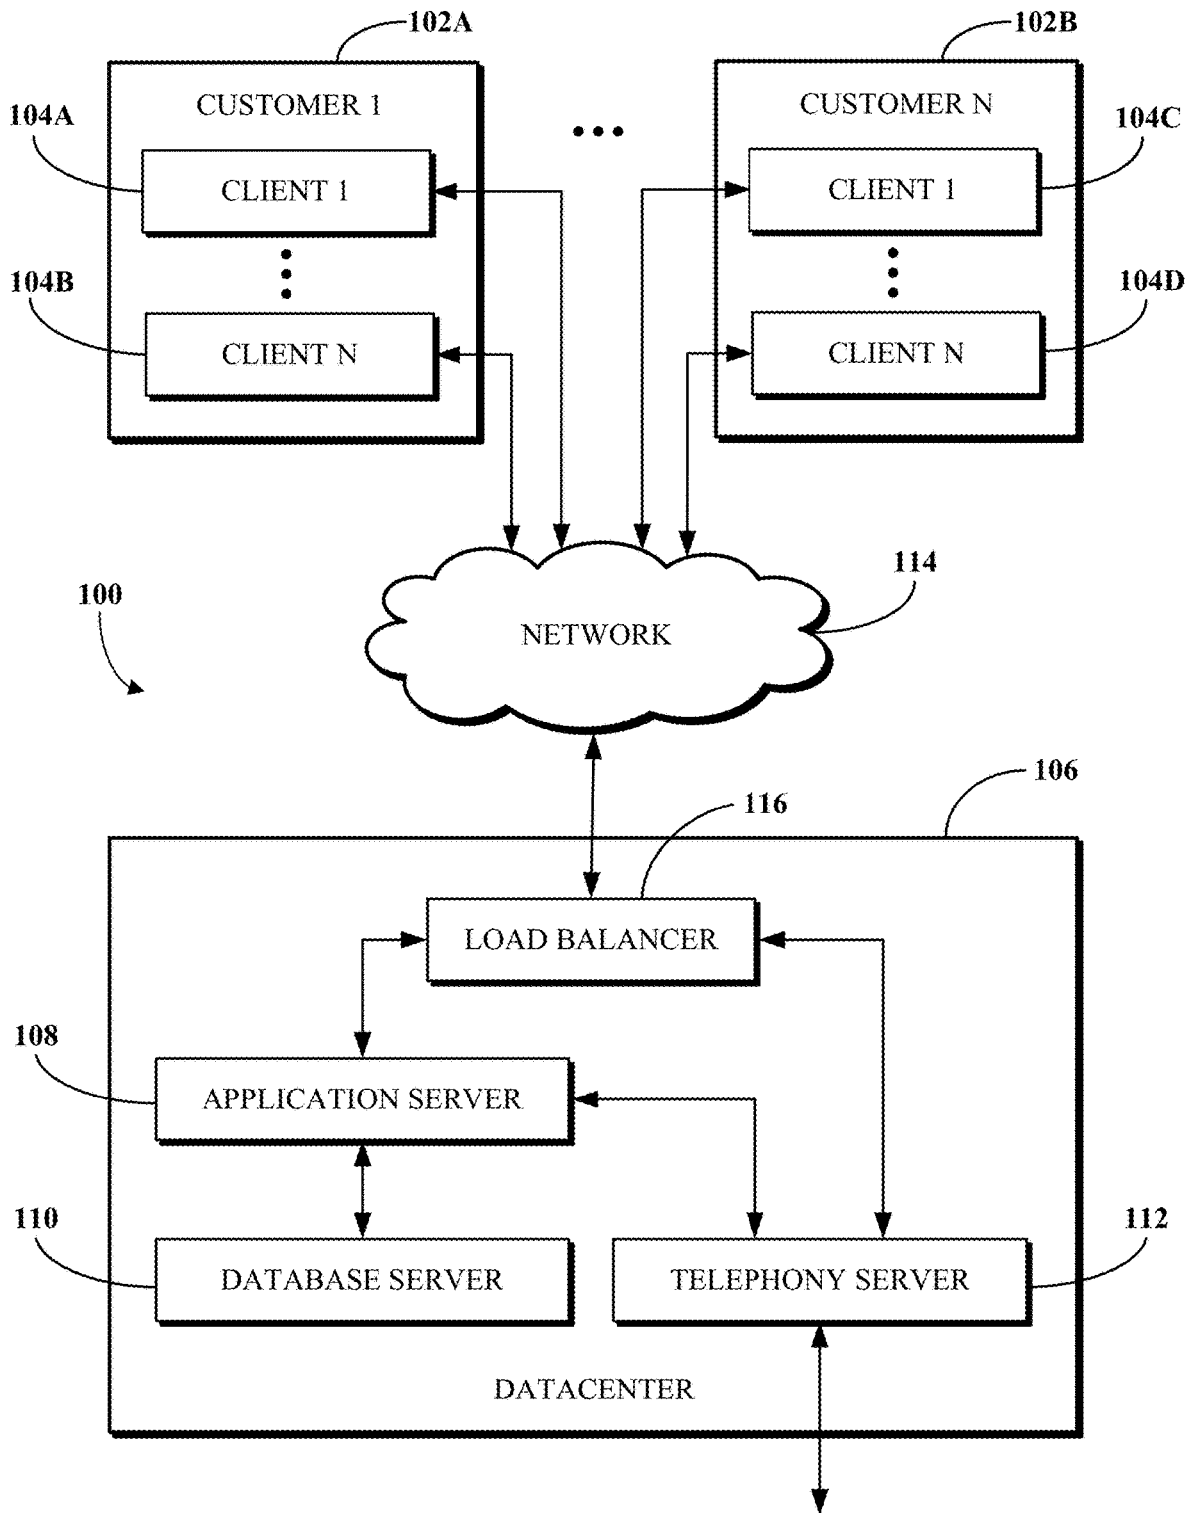 102A
102B
CUSTOMER 1
CUSTOMER N
104A
104C
CLIENT 1
CLIENT 1
104B
104D
CLIENT N
CLIENT N
114
100
NETWORK
106
116
LOAD BALANCER
108
APPLICATION SERVER
110
112
DATABASE SERVER
TELEPHONY SERVER
DATACENTER